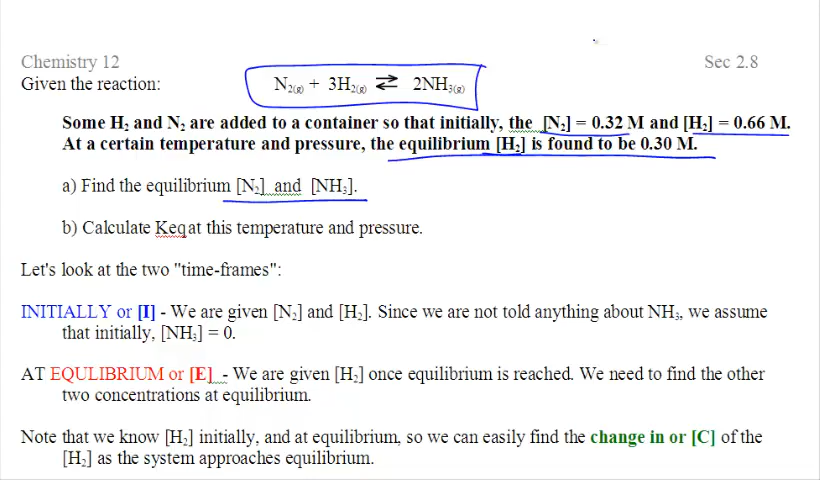 Chemistry 12 Sec 2.8
Given the reaction: N₂(g) + 3H₂(g) ⇌ 2NH₃(g)
Some H₂ and N₂ are added to a container so that initially, the [N₂] = 0.32 M and [H₂] = 0.66 M.
At a certain temperature and pressure, the equilibrium [H₂] is found to be 0.30 M.
a) Find the equilibrium [N₂] and [NH₃].
b) Calculate Keq at this temperature and pressure.
Let's look at the two "time-frames":
INITIALLY or [I] - We are given [N₂] and [H₂]. Since we are not told anything about NH₃, we assume
that initially, [NH₃] = 0.
AT EQULIBRIUM or [E] - We are given [H₂] once equilibrium is reached. We need to find the other
two concentrations at equilibrium.
Note that we know [H₂] initially, and at equilibrium, so we can easily find the change in or [C] of the
[H₂] as the system approaches equilibrium.